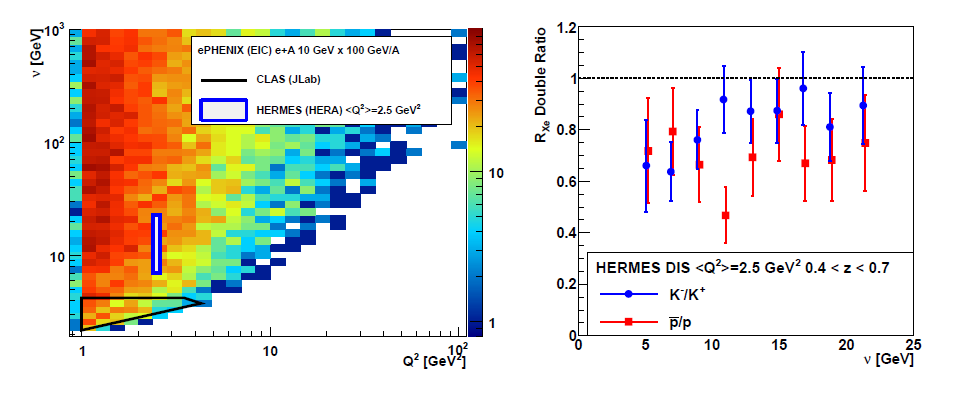 10³
10²
10
ν [GeV]
ePHENIX (EIC) e+A 10 GeV x 100 GeV/A
CLAS (JLab)
HERMES (HERA) <Q²>=2.5 GeV²
1
10
10²
Q² [GeV²]
10
1
R_Xe Double Ratio
1.2
1
0.8
0.6
0.4
0.2
0
HERMES DIS <Q²>=2.5 GeV² 0.4 < z < 0.7
K⁻/K⁺
p̅/p
0
5
10
15
20
25
ν [GeV]